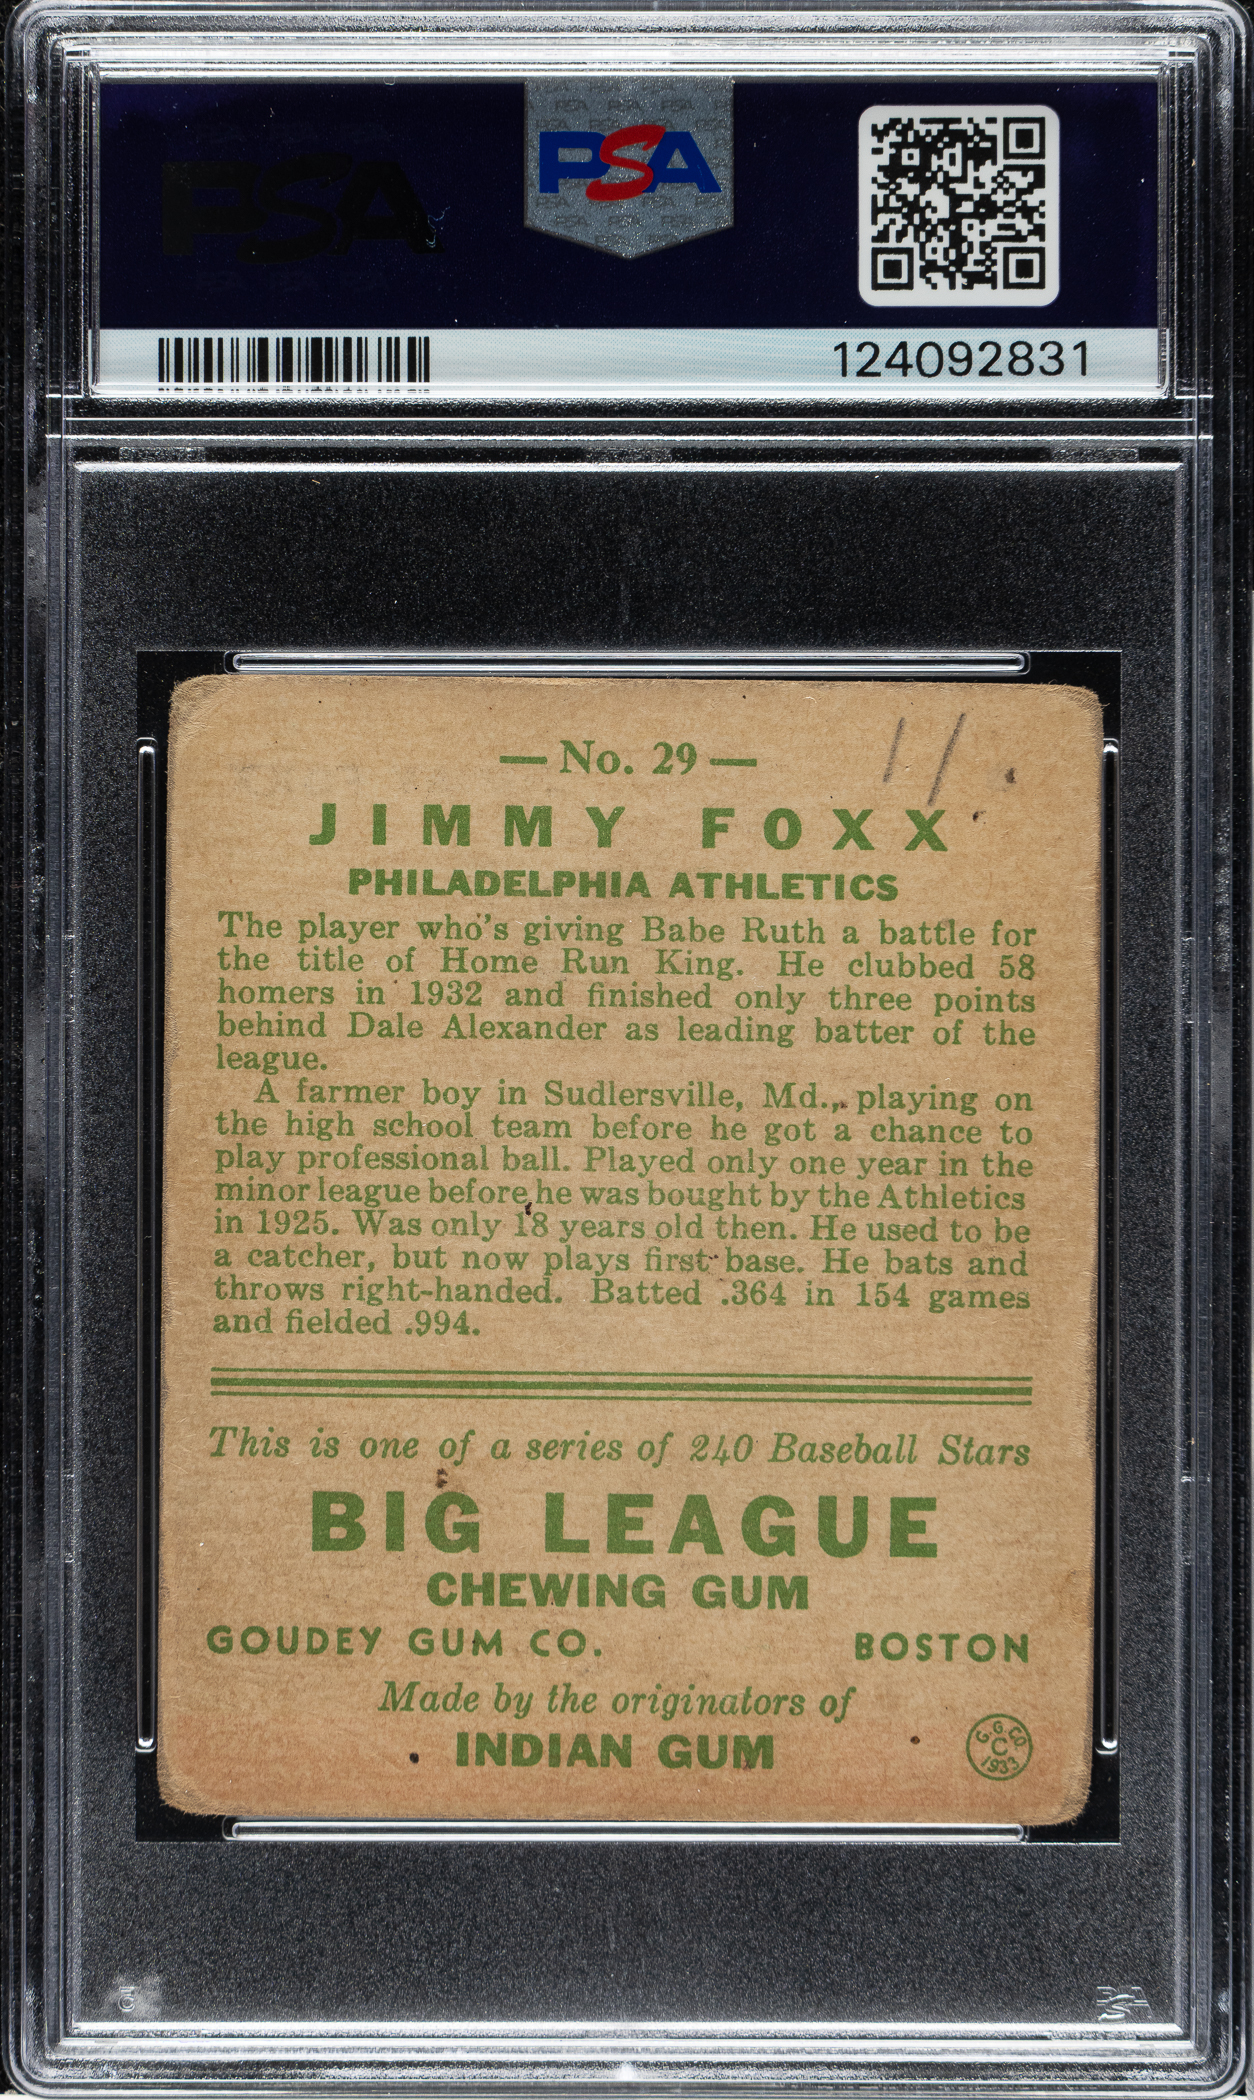 PSA
PSA
124092831
— No. 29 —
11.
JIMMY FOXX
PHILADELPHIA ATHLETICS
The player who's giving Babe Ruth a battle for
the title of Home Run King. He clubbed 58
homers in 1932 and finished only three points
behind Dale Alexander as leading batter of the
league.
A farmer boy in Sudlersville, Md., playing on
the high school team before he got a chance to
play professional ball. Played only one year in the
minor league before he was bought by the Athletics
in 1925. Was only 18 years old then. He used to be
a catcher, but now plays first base. He bats and
throws right-handed. Batted .364 in 154 games
and fielded .994.
This is one of a series of 240 Baseball Stars
BIG LEAGUE
CHEWING GUM
GOUDEY GUM CO. BOSTON
Made by the originators of
INDIAN GUM
G. G. CO.
C
1933
PSA